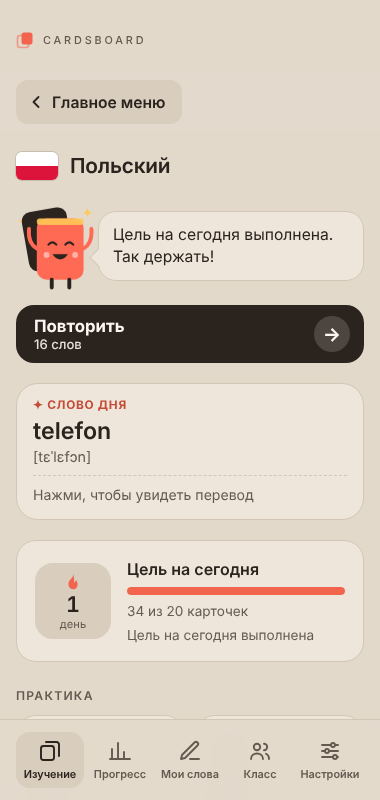 CARDSBOARD
Главное меню
Польский
Цель на сегодня выполнена.
Так держать!
Повторить
16 слов
✦ СЛОВО ДНЯ
telefon
[tɛˈlɛfɔn]
Нажми, чтобы увидеть перевод
Цель на сегодня
1
день
34 из 20 карточек
Цель на сегодня выполнена
ПРАКТИКА
Изучение
Прогресс
Мои слова
Класс
Настройки